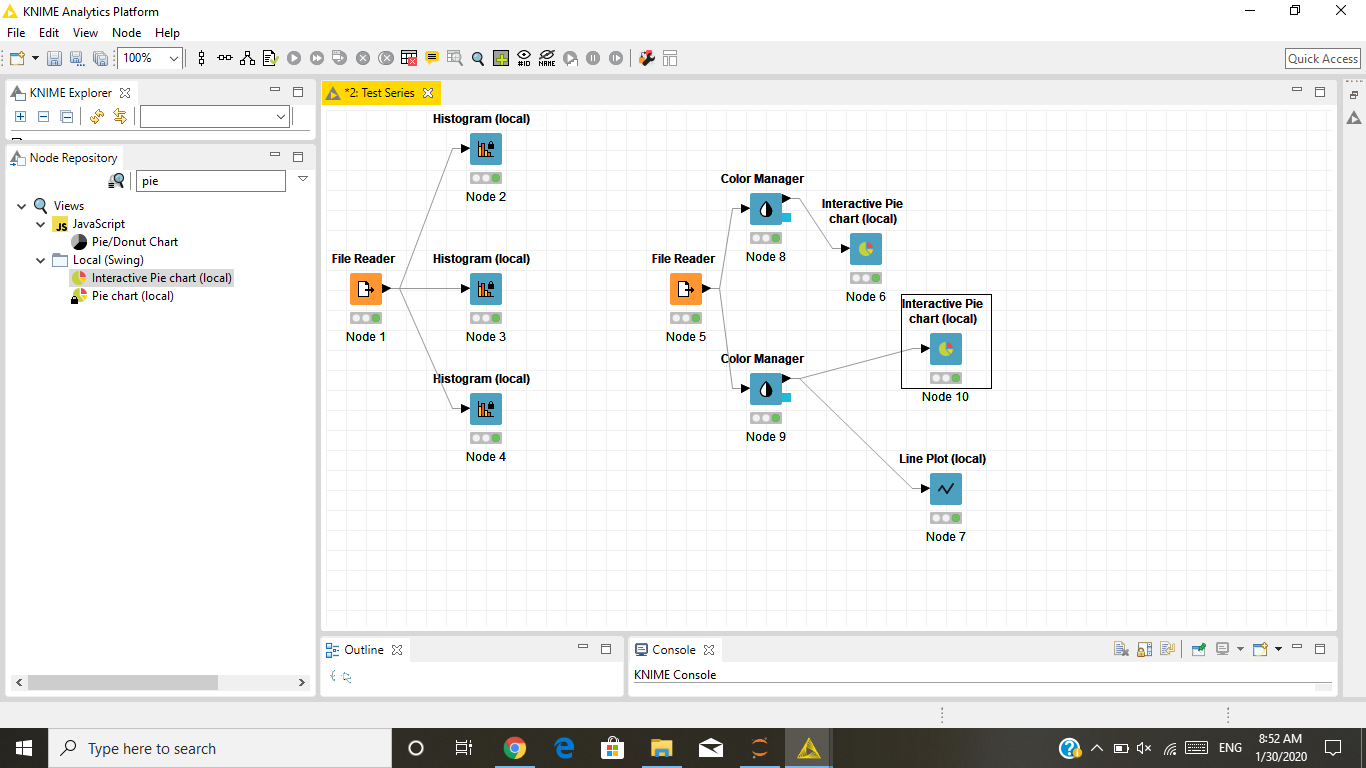 KNIME Analytics Platform
File Edit View Node Help
100%
#ID
NAME
Quick Access
KNIME Explorer
Node Repository
pie
Views
JS JavaScript
Pie/Donut Chart
Local (Swing)
Interactive Pie chart (local)
Pie chart (local)
*2: Test Series
Histogram (local)
Node 2
File Reader
Node 1
Histogram (local)
Node 3
Histogram (local)
Node 4
File Reader
Node 5
Color Manager
Node 8
Interactive Pie
chart (local)
Node 6
Color Manager
Node 9
Interactive Pie
chart (local)
Node 10
Line Plot (local)
Node 7
Outline
Console
KNIME Console
Type here to search
ENG
8:52 AM
1/30/2020